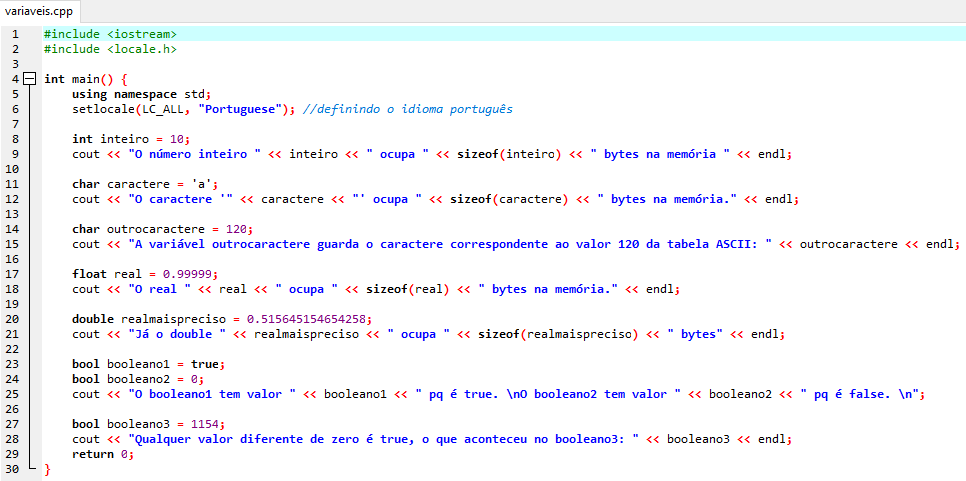 variaveis.cpp
1 #include <iostream>
2 #include <locale.h>
3
4 int main() {
5 using namespace std;
6 setlocale(LC_ALL, "Portuguese"); //definindo o idioma português
7
8 int inteiro = 10;
9 cout << "O número inteiro " << inteiro << " ocupa " << sizeof(inteiro) << " bytes na memória " << endl;
10
11 char caractere = 'a';
12 cout << "O caractere '" << caractere << "' ocupa " << sizeof(caractere) << " bytes na memória." << endl;
13
14 char outrocaractere = 120;
15 cout << "A variável outrocaractere guarda o caractere correspondente ao valor 120 da tabela ASCII: " << outrocaractere << endl;
16
17 float real = 0.99999;
18 cout << "O real " << real << " ocupa " << sizeof(real) << " bytes na memória." << endl;
19
20 double realmaispreciso = 0.515645154654258;
21 cout << "Já o double " << realmaispreciso << " ocupa " << sizeof(realmaispreciso) << " bytes" << endl;
22
23 bool booleano1 = true;
24 bool booleano2 = 0;
25 cout << "O booleano1 tem valor " << booleano1 << " pq é true. \nO booleano2 tem valor " << booleano2 << " pq é false. \n";
26
27 bool booleano3 = 1154;
28 cout << "Qualquer valor diferente de zero é true, o que aconteceu no booleano3: " << booleano3 << endl;
29 return 0;
30 }